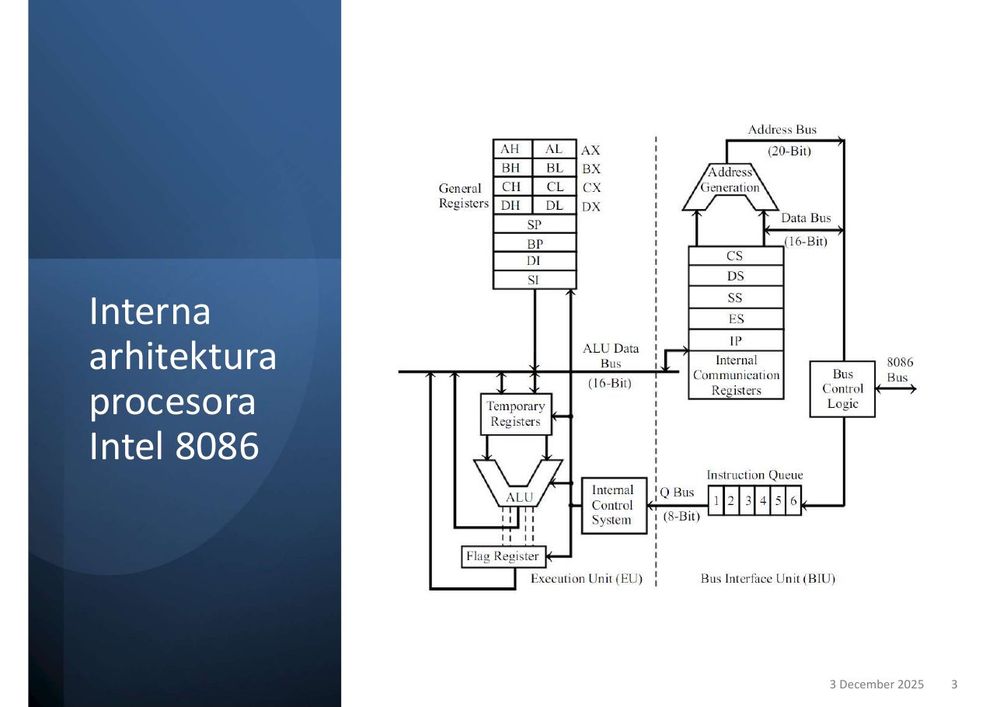 Interna
arhitektura
procesora
Intel 8086
General
Registers
AH AL AX
BH BL BX
CH CL CX
DH DL DX
SP
BP
DI
SI
ALU Data
Bus
(16-Bit)
Temporary
Registers
ALU
Internal
Control
System
Flag Register
Execution Unit (EU)
Address Bus
(20-Bit)
Address
Generation
Data Bus
(16-Bit)
CS
DS
SS
ES
IP
Internal
Communication
Registers
Bus
Control
Logic
8086
Bus
Instruction Queue
Q Bus
(8-Bit)
1 2 3 4 5 6
Bus Interface Unit (BIU)
3 December 2025 3